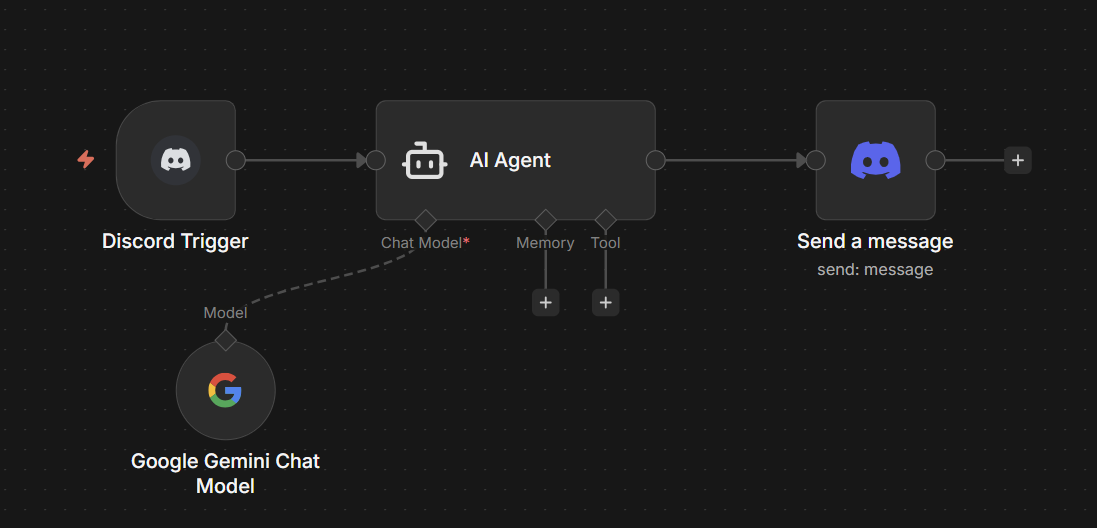 AI Agent
Chat Model*
Memory
Tool
Discord Trigger
Send a message
send: message
Model
Google Gemini Chat
Model